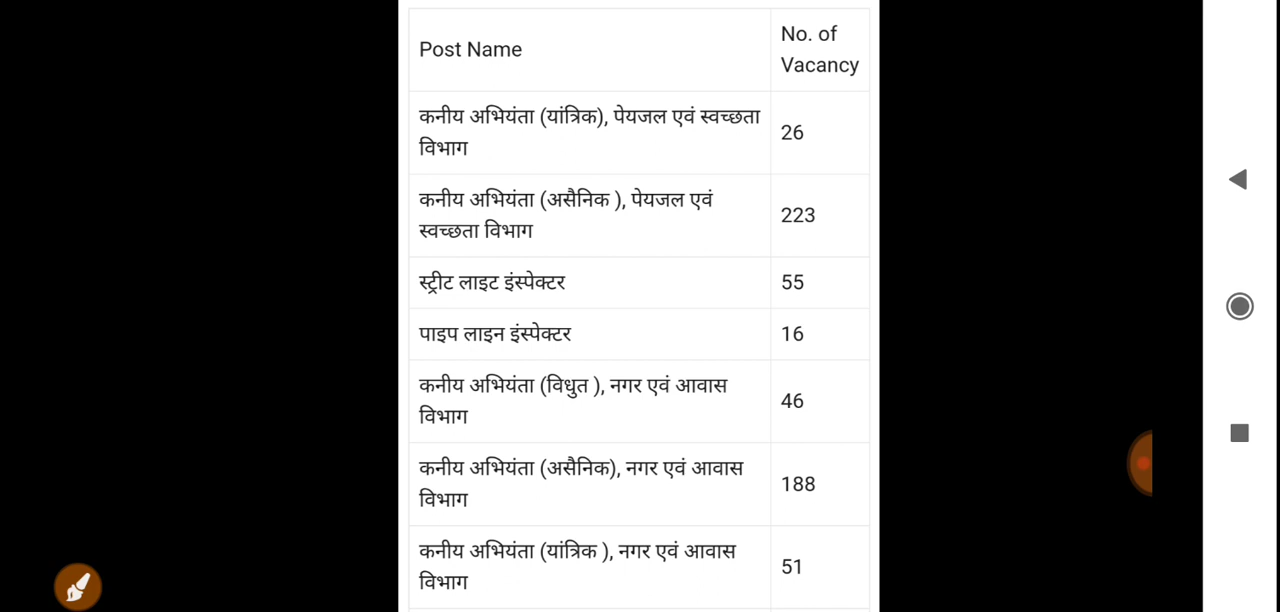 Post Name
No. of
Vacancy
कनीय अभियंता (यांत्रिक), पेयजल एवं स्वच्छता
विभाग
26
कनीय अभियंता (असैनिक ), पेयजल एवं
स्वच्छता विभाग
223
स्ट्रीट लाइट इंस्पेक्टर
55
पाइप लाइन इंस्पेक्टर
16
कनीय अभियंता (विधुत ), नगर एवं आवास
विभाग
46
कनीय अभियंता (असैनिक), नगर एवं आवास
विभाग
188
कनीय अभियंता (यांत्रिक ), नगर एवं आवास
विभाग
51